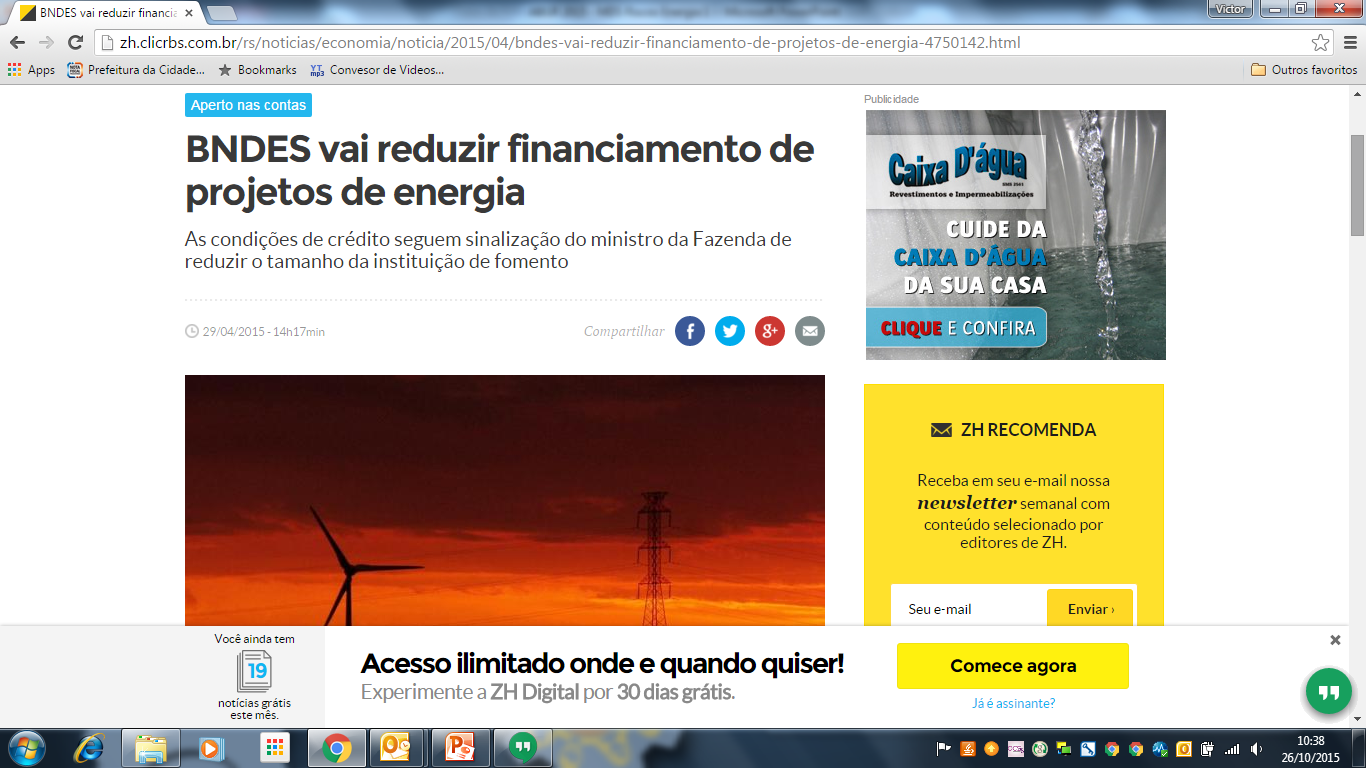 BNDES vai reduzir financia
Victor
zh.clicrbs.com.br/rs/noticias/economia/noticia/2015/04/bndes-vai-reduzir-financiamento-de-projetos-de-energia-4750142.html
Apps
Prefeitura da Cidade...
Bookmarks
Convesor de Videos...
Outros favoritos
Aperto nas contas
BNDES vai reduzir financiamento de
projetos de energia
As condições de crédito seguem sinalização do ministro da Fazenda de
reduzir o tamanho da instituição de fomento
29/04/2015 - 14h17min
Compartilhar
Publicidade
Caixa D'água
Revestimentos e Impermeabilizações
CUIDE DA
CAIXA D'ÁGUA
DA SUA CASA
CLIQUE E CONFIRA
ZH RECOMENDA
Receba em seu e-mail nossa
newsletter semanal com
conteúdo selecionado por
editores de ZH.
Seu e-mail
Enviar ›
Você ainda tem
19
notícias grátis
este mês.
Acesso ilimitado onde e quando quiser!
Experimente a ZH Digital por 30 dias grátis.
Comece agora
Já é assinante?
10:38
26/10/2015